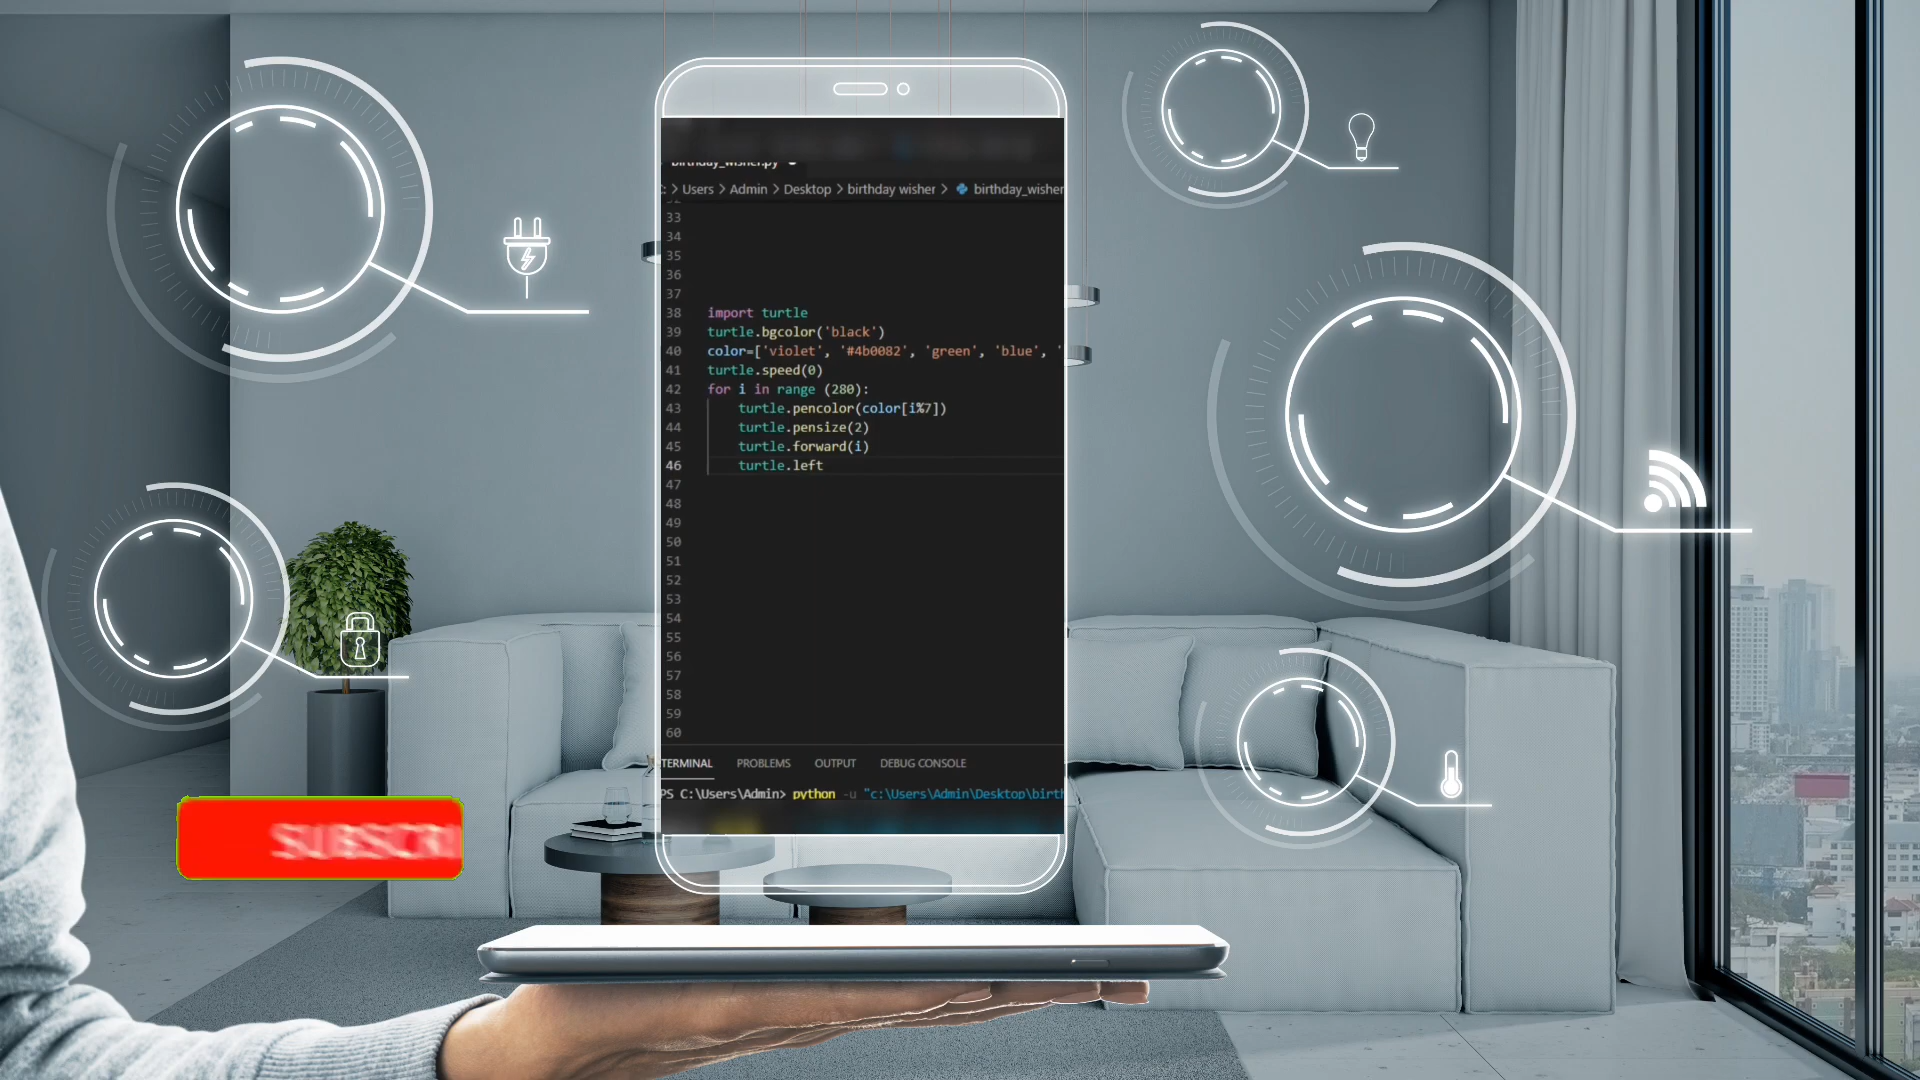 birthday_wisher.py
> Users > Admin > Desktop > birthday wisher > birthday_wisher
33
34
35
36
37
38 import turtle
39 turtle.bgcolor('black')
40 color=['violet', '#4b0082', 'green', 'blue', '
41 turtle.speed(0)
42 for i in range (280):
43 turtle.pencolor(color[i%7])
44 turtle.pensize(2)
45 turtle.forward(i)
46 turtle.left
47
48
49
50
51
52
53
54
55
56
57
58
59
60
TERMINAL PROBLEMS OUTPUT DEBUG CONSOLE
PS C:\Users\Admin> python -u "c:\Users\Admin\Desktop\birth
SUBSCRI